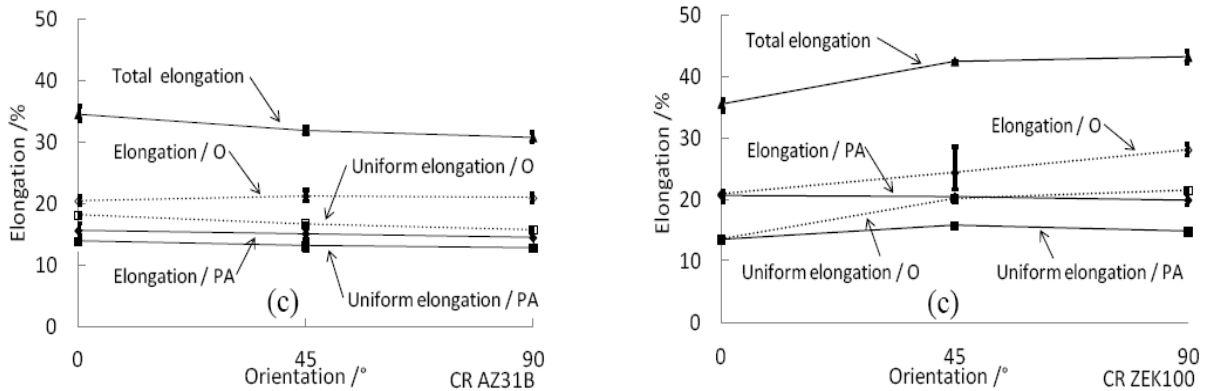 50
40
30
20
10
0
Elongation /%
(c)
Total elongation
Elongation / O
Uniform elongation / O
Elongation / PA
Uniform elongation / PA
0
45
90
Orientation /°
CR AZ31B
50
40
30
20
10
0
Elongation /%
(c)
Total elongation
Elongation / O
Elongation / PA
Uniform elongation / O
Uniform elongation / PA
0
45
90
Orientation /°
CR ZEK100